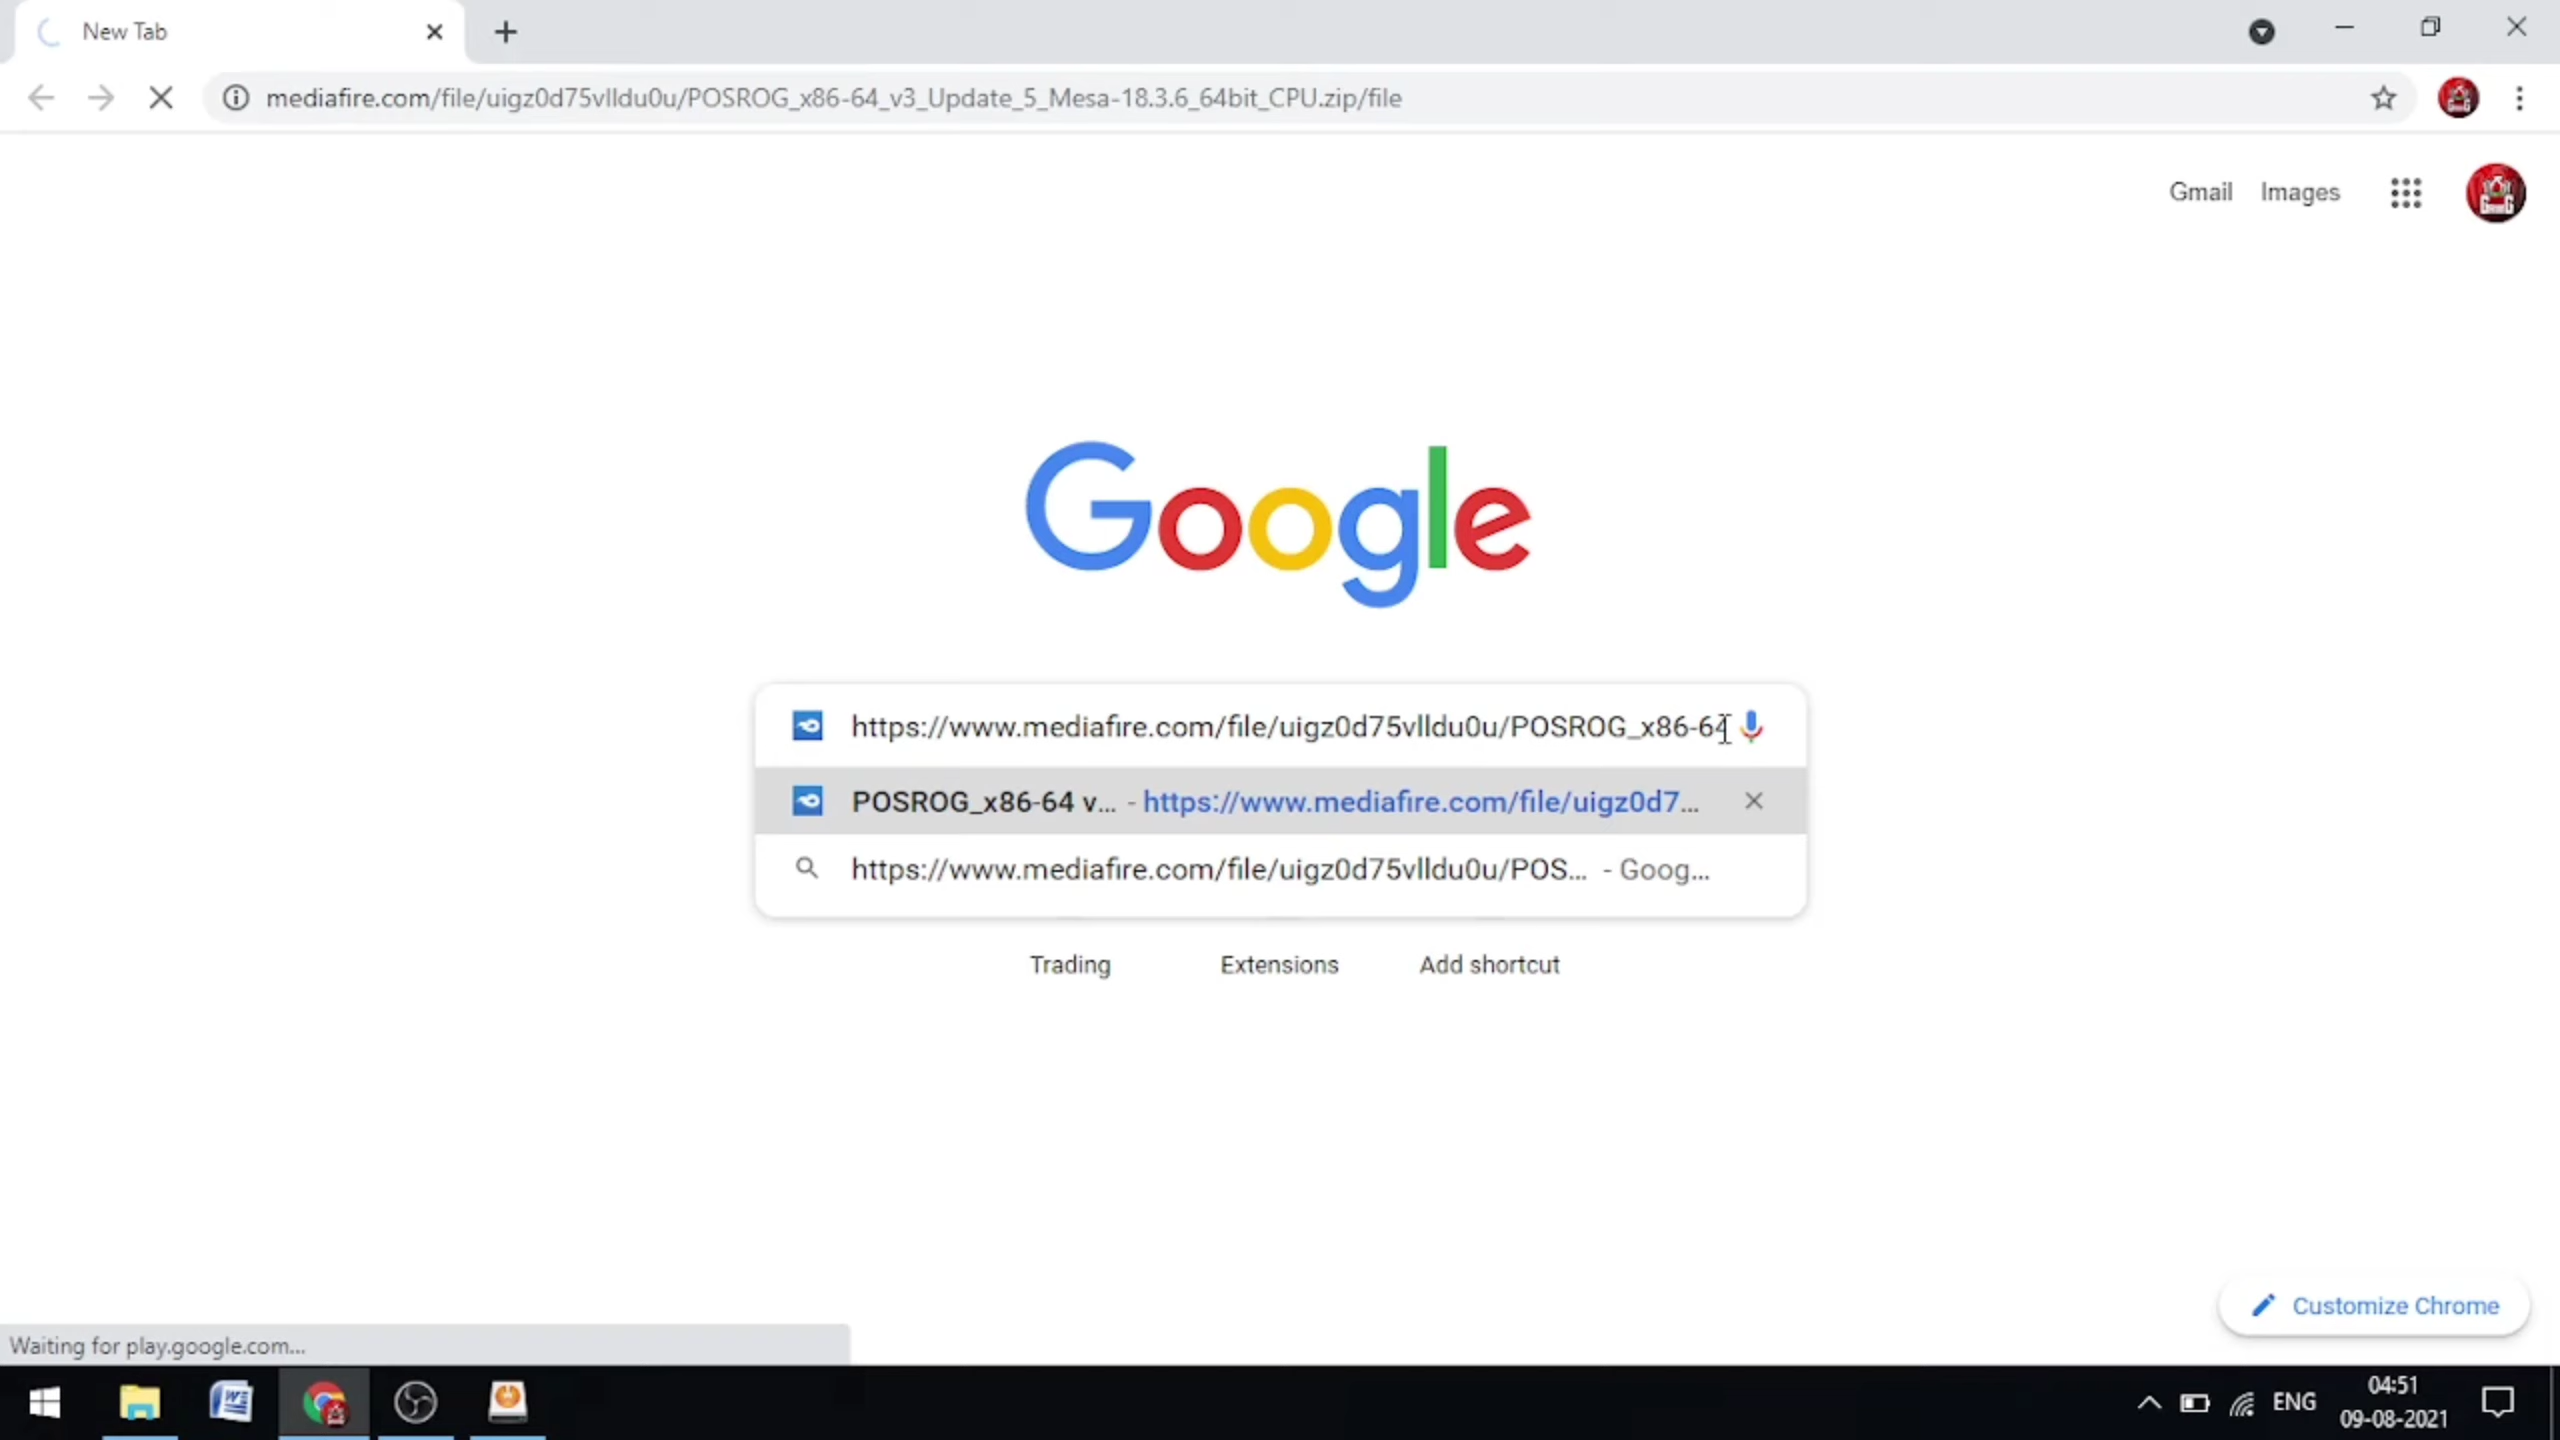 New Tab
mediafire.com/file/uigz0d75vlldu0u/POSROG_x86-64_v3_Update_5_Mesa-18.3.6_64bit_CPU.zip/file
Gmail Images
Google
https://www.mediafire.com/file/uigz0d75vlldu0u/POSROG_x86-64
POSROG_x86-64 v... - https://www.mediafire.com/file/uigz0d7...
https://www.mediafire.com/file/uigz0d75vlldu0u/POS... - Goog...
Trading Extensions Add shortcut
Customize Chrome
Waiting for play.google.com...
ENG
04:51
09-08-2021